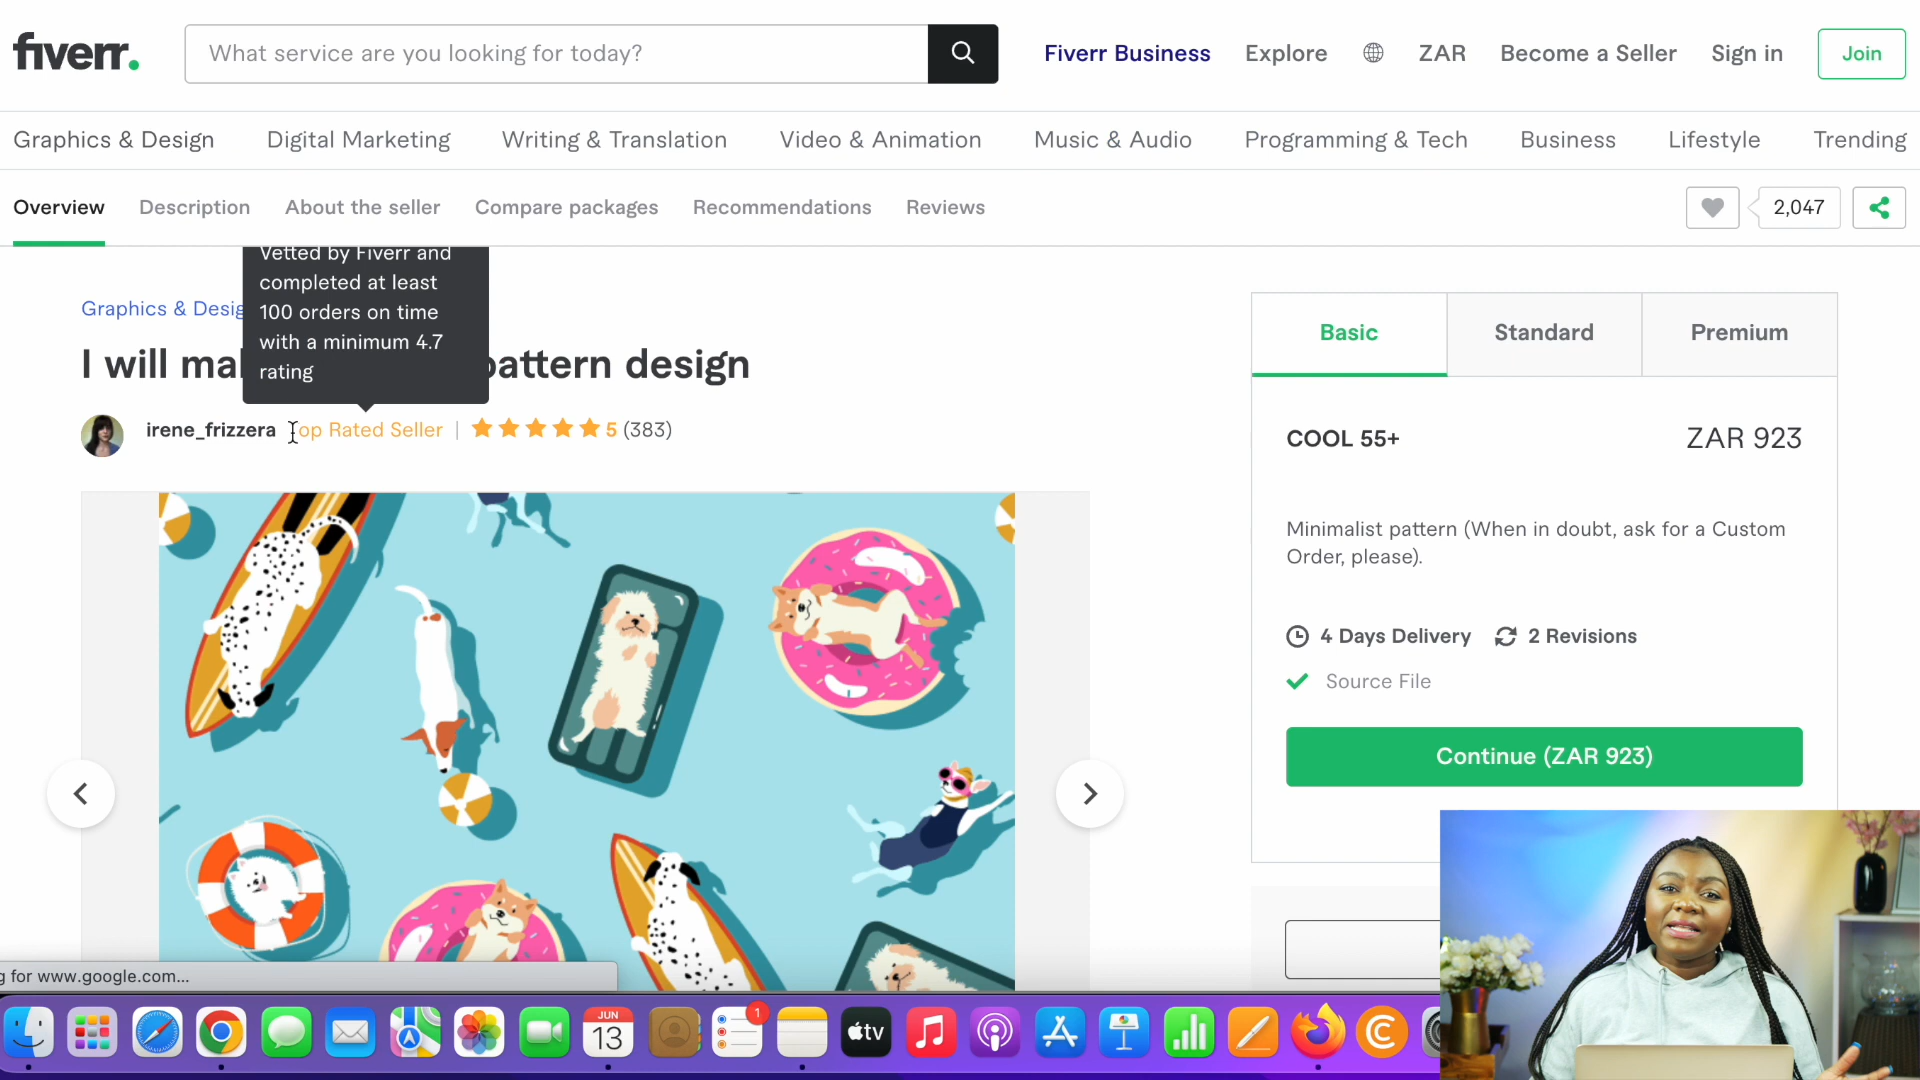 fiverr.
What service are you looking for today?
Fiverr Business
Explore
ZAR
Become a Seller
Sign in
Join
Graphics & Design
Digital Marketing
Writing & Translation
Video & Animation
Music & Audio
Programming & Tech
Business
Lifestyle
Trending
Overview
Description
About the seller
Compare packages
Recommendations
Reviews
2,047
Vetted by Fiverr and
completed at least
100 orders on time
with a minimum 4.7
rating
Graphics & Desig
I will ma pattern design
irene_frizzera
op Rated Seller
5 (383)
Basic
Standard
Premium
COOL 55+
ZAR 923
Minimalist pattern (When in doubt, ask for a Custom
Order, please).
4 Days Delivery
2 Revisions
Source File
Continue (ZAR 923)
g for www.google.com...
JUN
13
1
tv